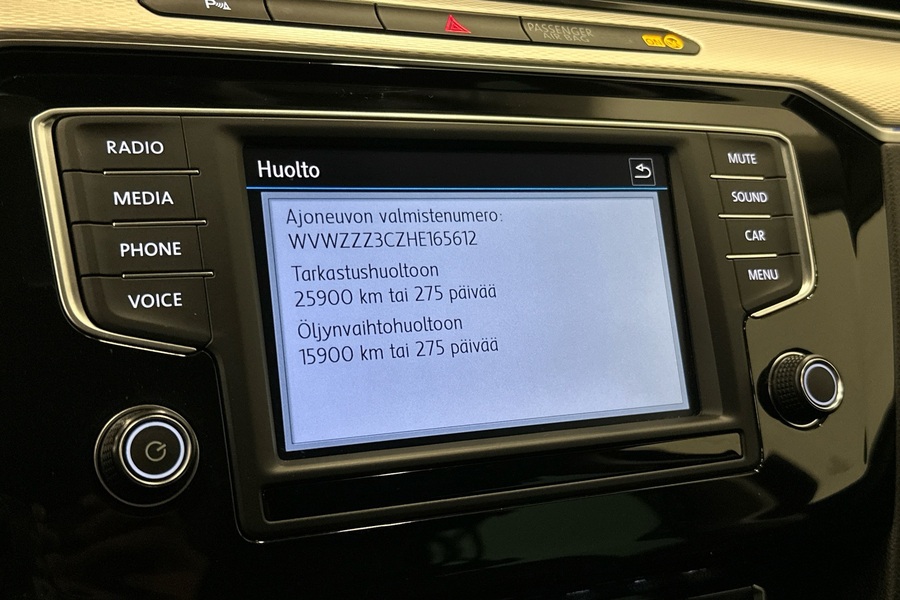 PASSENGER
AIR BAG
ON
RADIO
MEDIA
PHONE
VOICE
Huolto
Ajoneuvon valmistenumero:
WVWZZZ3CZHE165612
Tarkastushuoltoon
25900 km tai 275 päivää
Öljynvaihtohuoltoon
15900 km tai 275 päivää
MUTE
SOUND
CAR
MENU